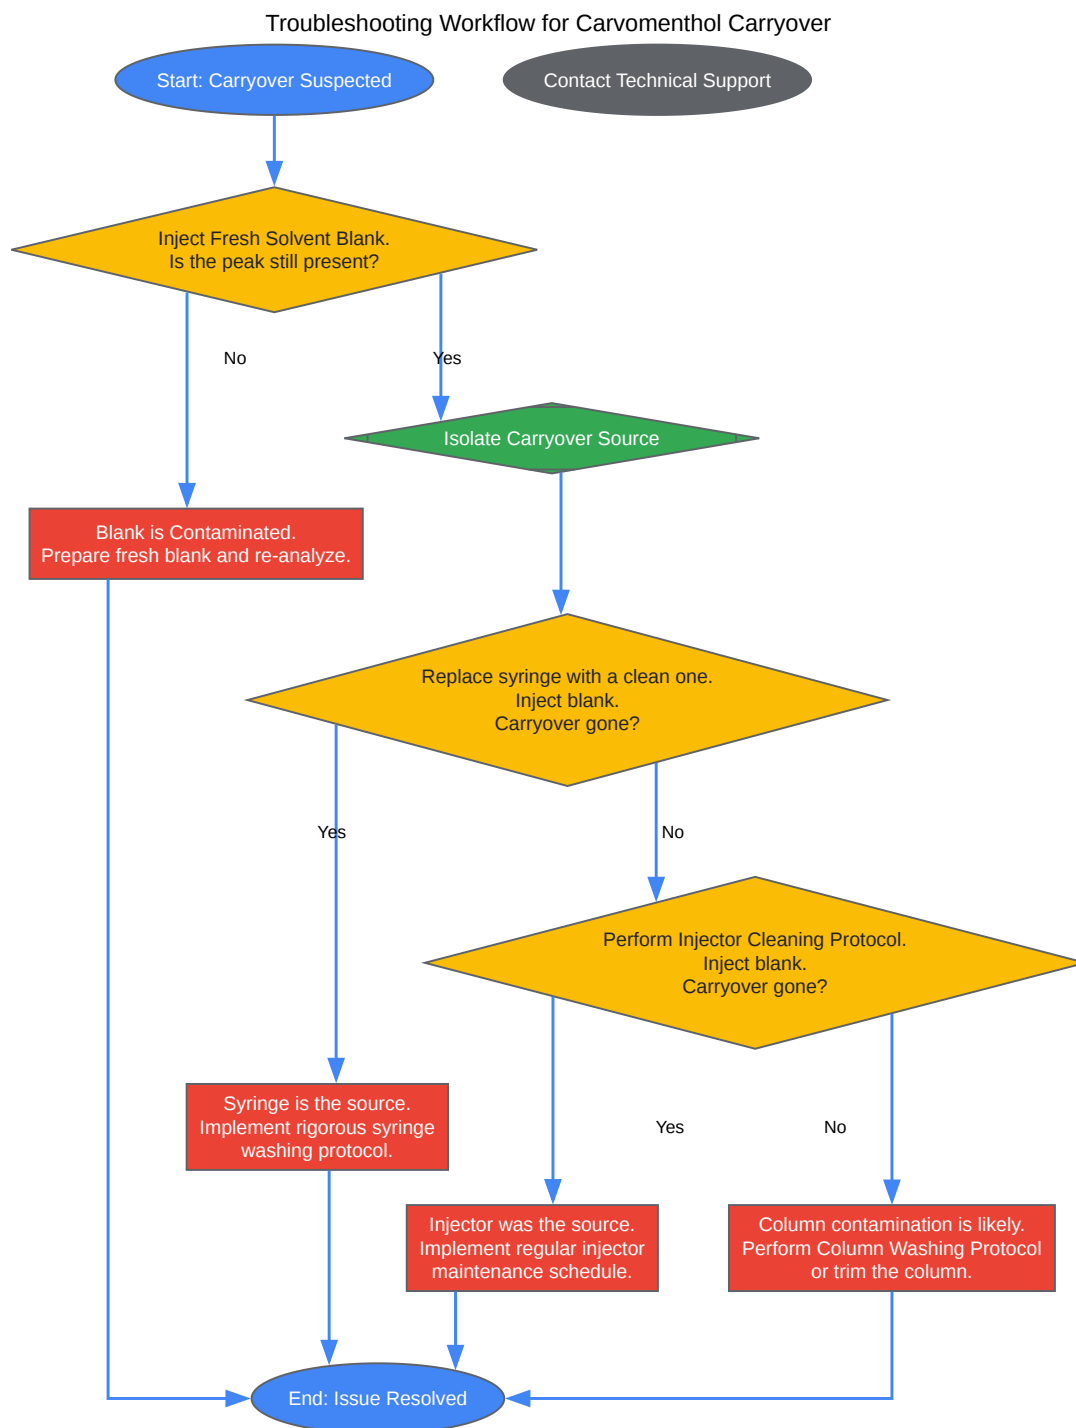 Troubleshooting Workflow for Carvomenthol Carryover
Start: Carryover Suspected
Contact Technical Support
Inject Fresh Solvent Blank.
Is the peak still present?
No
Yes
Isolate Carryover Source
Blank is Contaminated.
Prepare fresh blank and re-analyze.
Replace syringe with a clean one.
Inject blank.
Carryover gone?
Yes
No
Perform Injector Cleaning Protocol.
Inject blank.
Carryover gone?
Syringe is the source.
Implement rigorous syringe
washing protocol.
Yes
No
Injector was the source.
Implement regular injector
maintenance schedule.
Column contamination is likely.
Perform Column Washing Protocol
or trim the column.
End: Issue Resolved